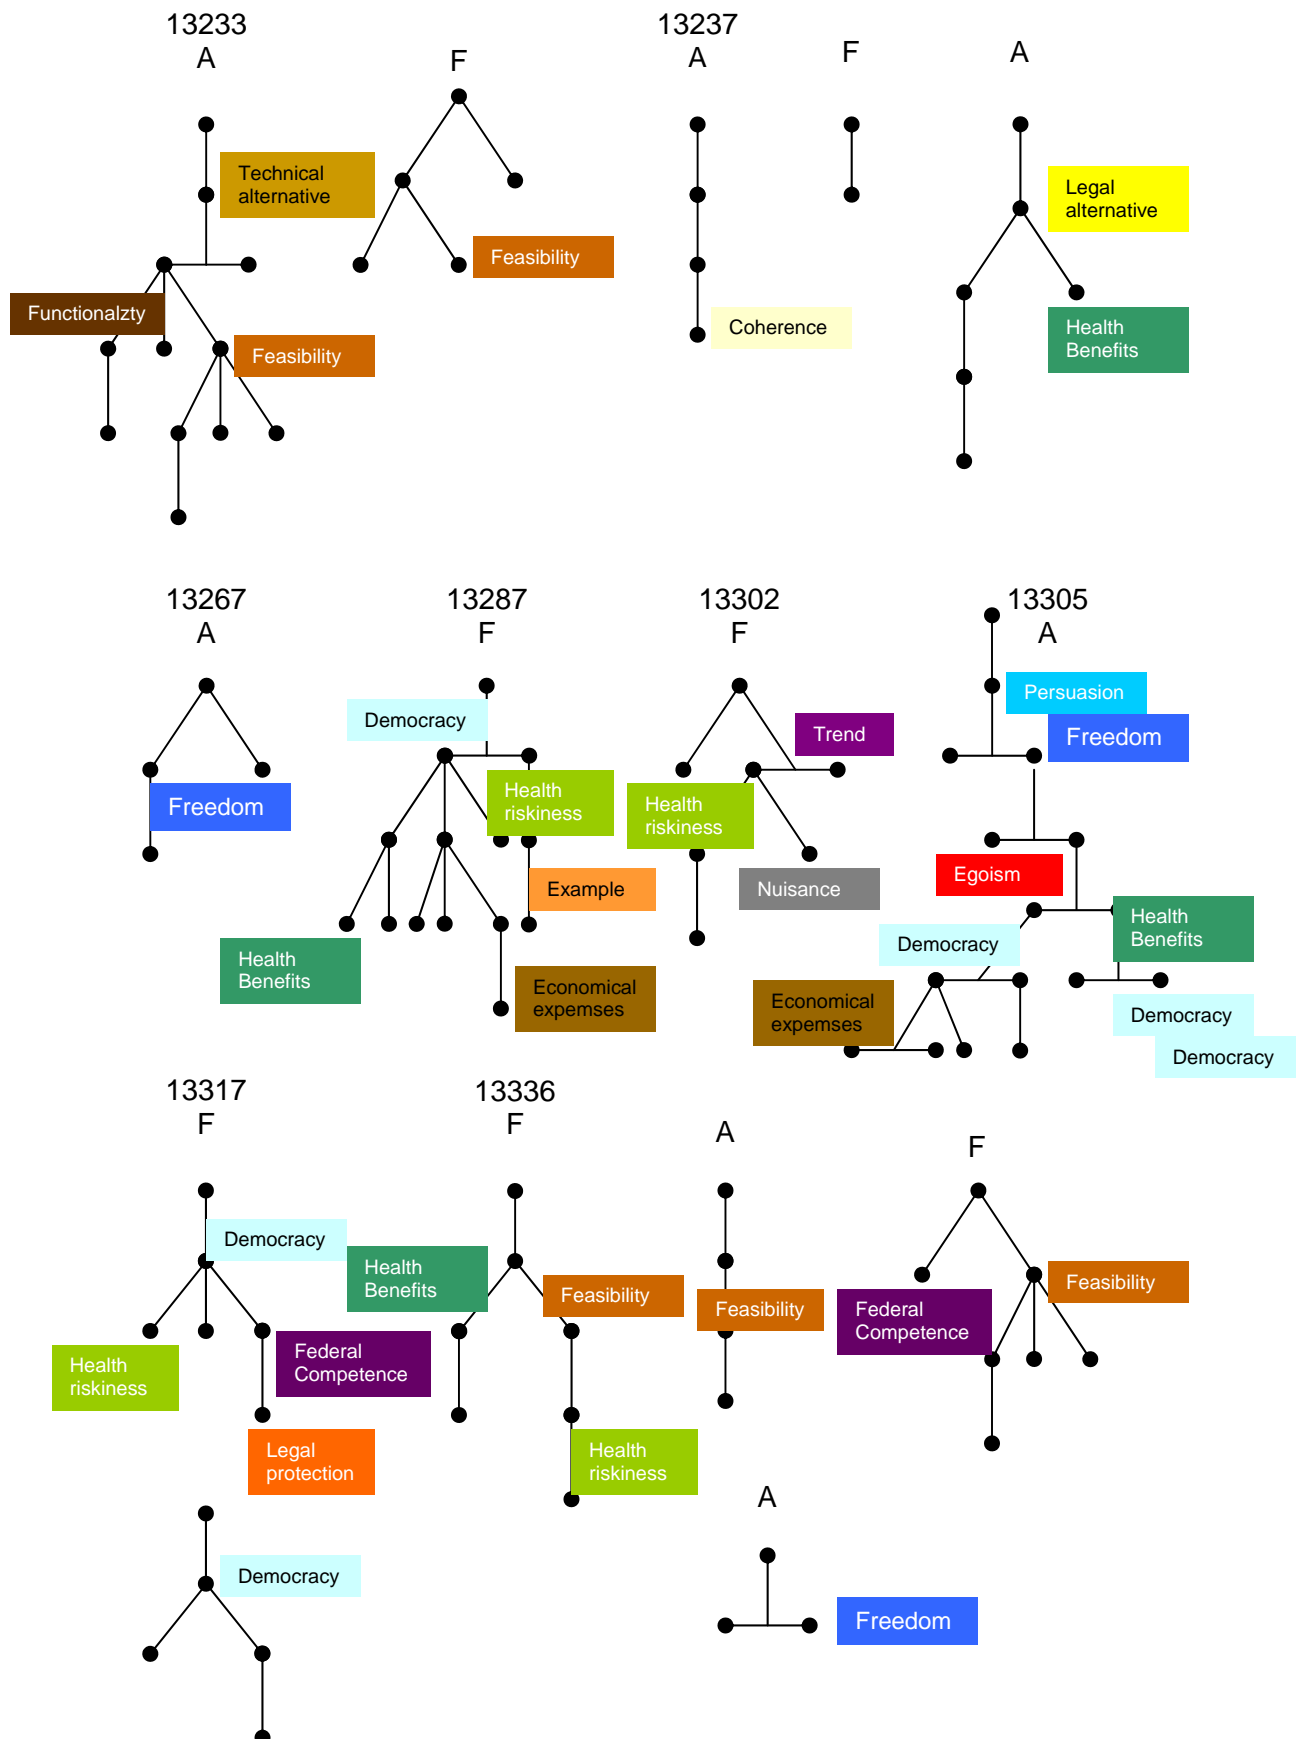 13233
A
F
13237
A
F
A
Technical
alternative
Legal
alternative
Feasibility
Functionalzty
Coherence
Health
Benefits
Feasibility
13267
A
13287
F
13302
F
13305
A
Persuasion
Democracy
Trend
Freedom
Freedom
Health
riskiness
Health
riskiness
Example
Nuisance
Egoism
Health
Benefits
Democracy
Health
Benefits
Economical
expemses
Economical
expemses
Democracy
Democracy
13317
F
13336
F
A
F
Democracy
Health
Benefits
Feasibility
Feasibility
Feasibility
Federal
Competence
Health
riskiness
Federal
Competence
Legal
protection
Health
riskiness
A
Democracy
Freedom